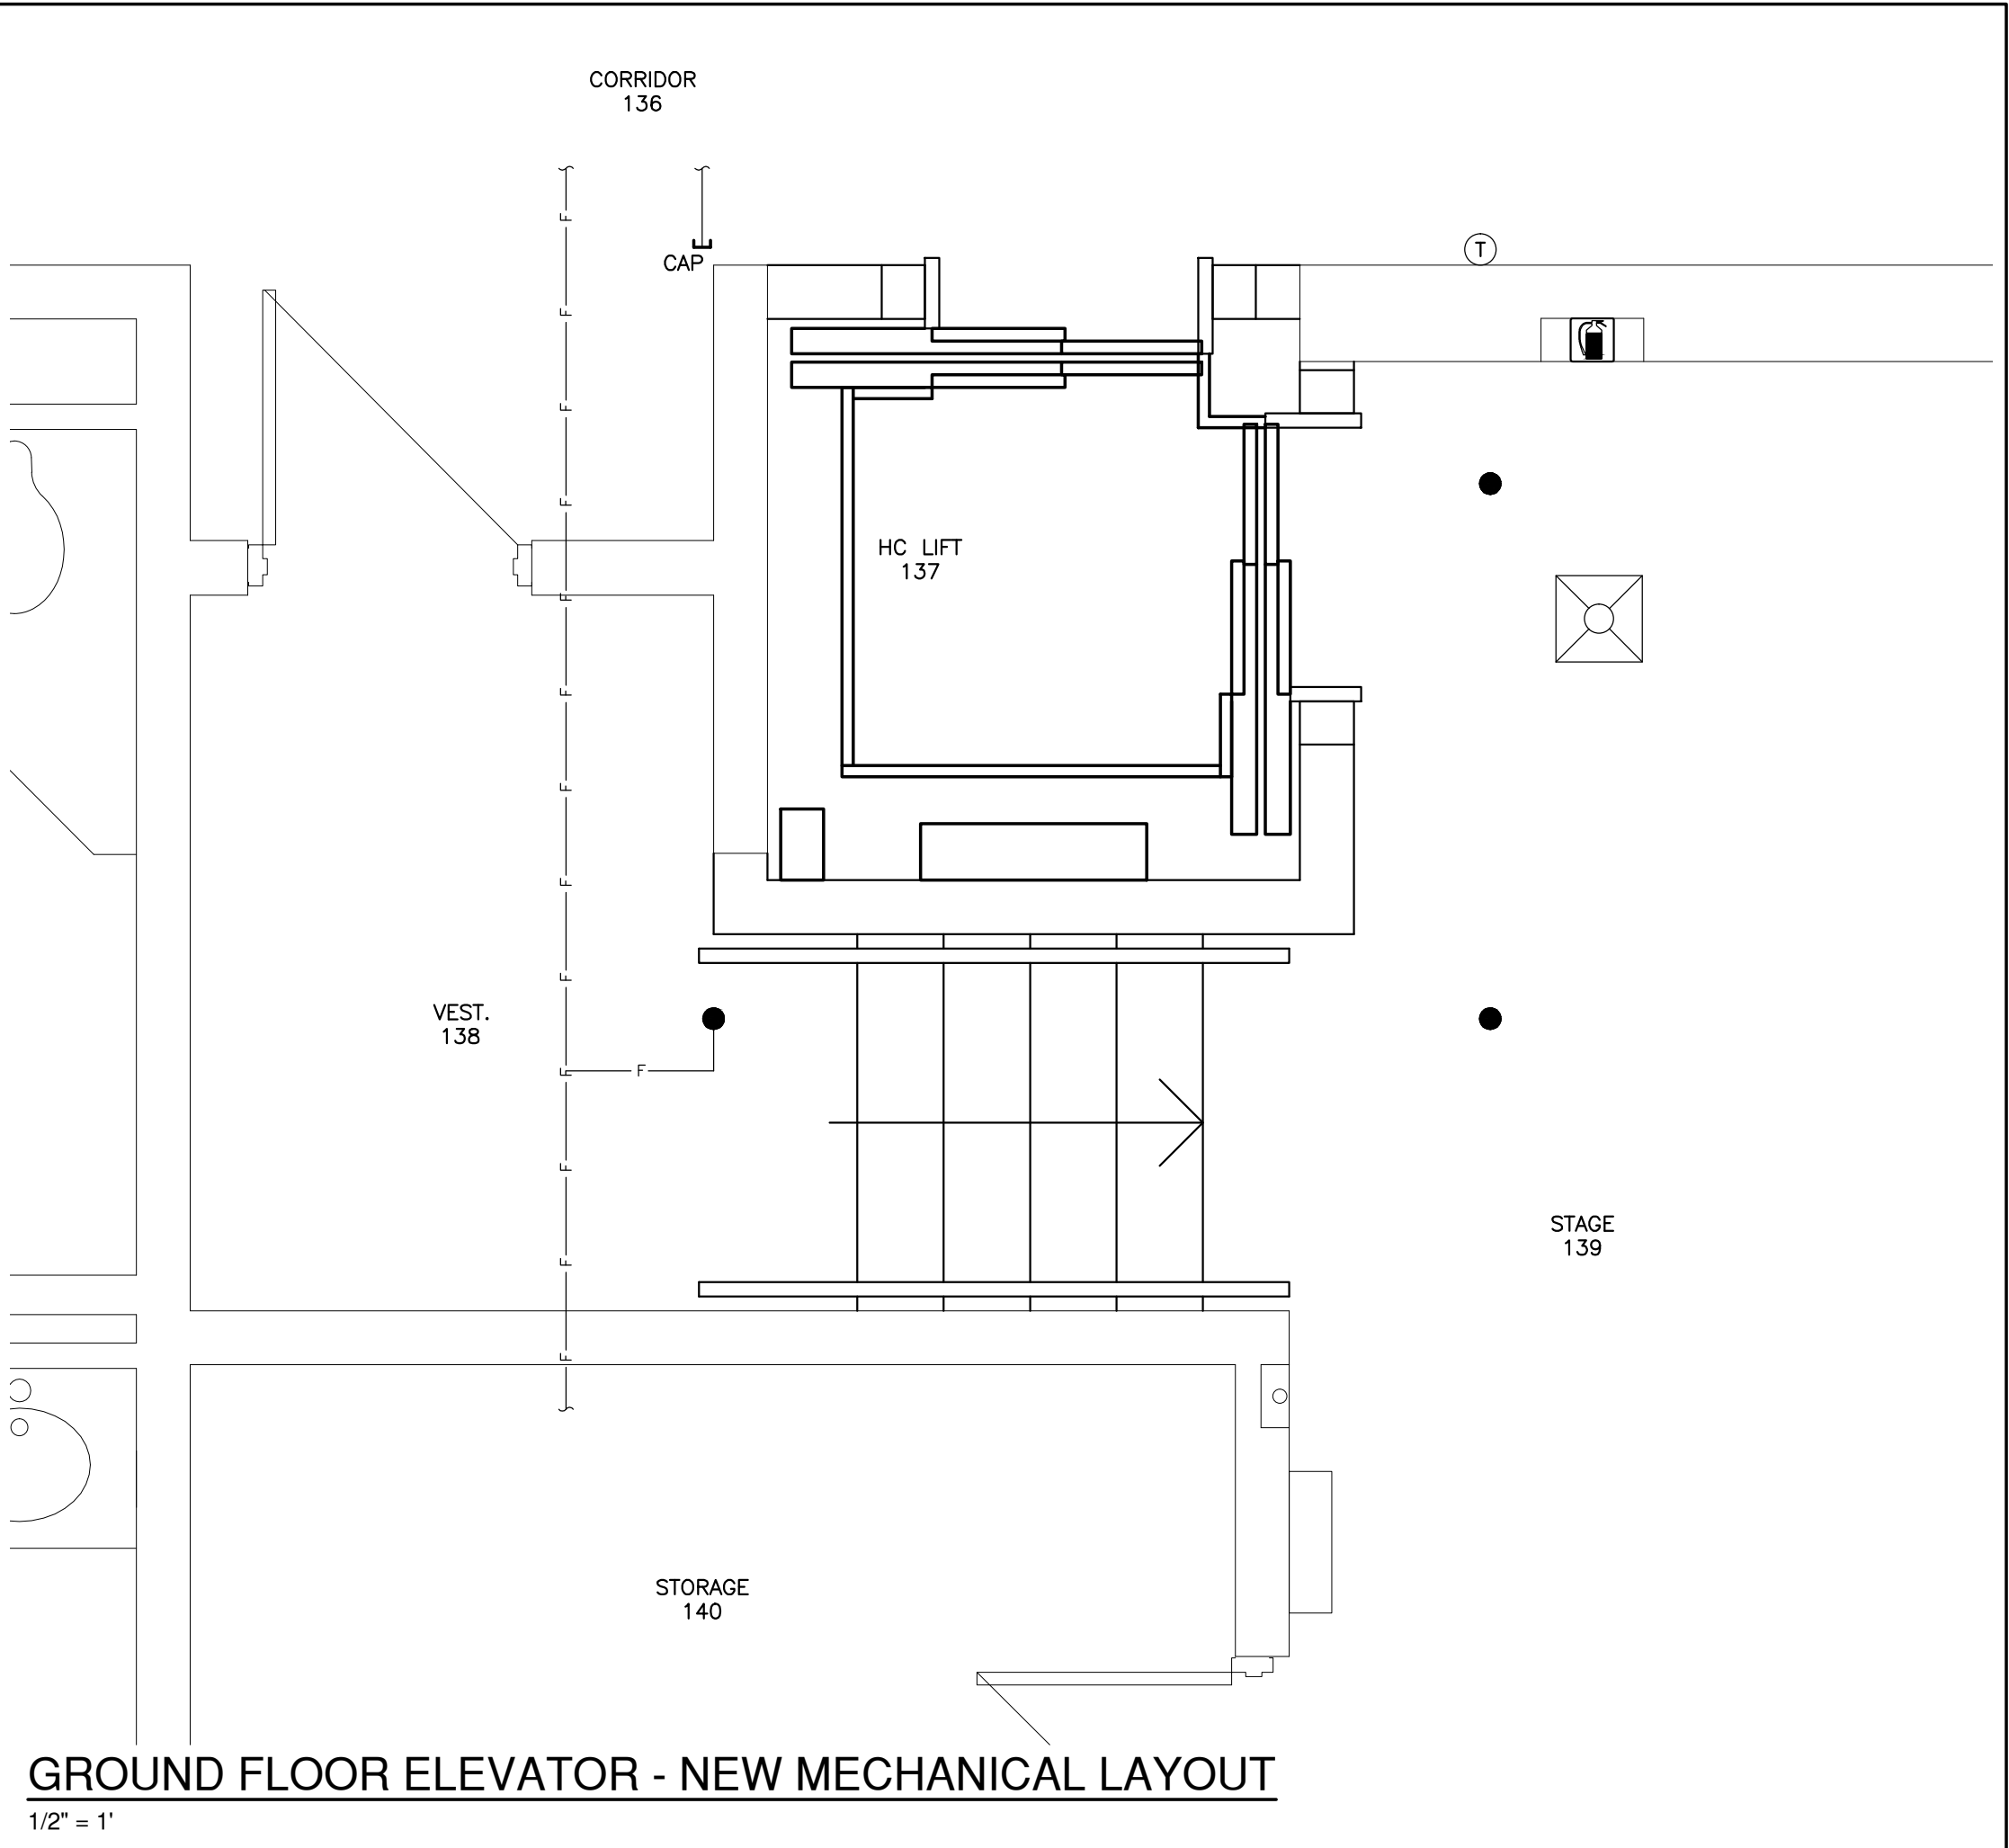 CORRIDOR
136
CAP
T
HC LIFT
137
F
F
F
F
F
F
F
F
F
F
F
F
F
VEST.
138
F
STAGE
139
STORAGE
140
GROUND FLOOR ELEVATOR - NEW MECHANICAL LAYOUT
1/2" = 1'